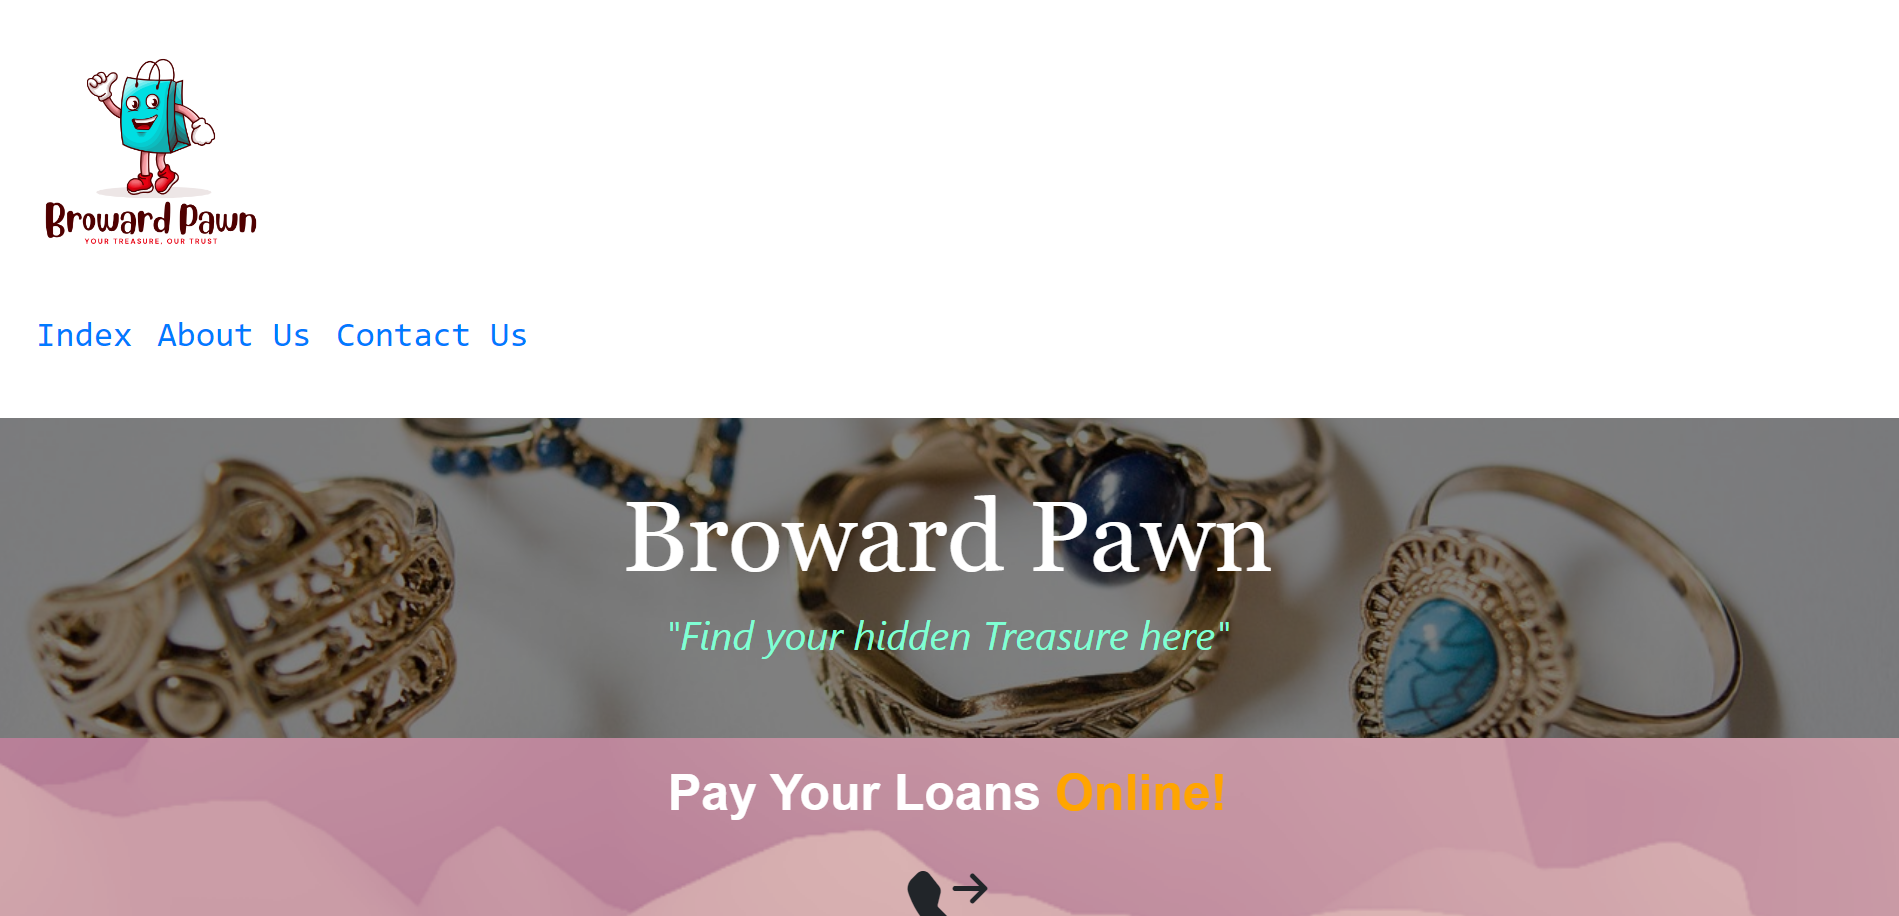 Broward Pawn
YOUR TREASURE. OUR TRUST
Index About Us Contact Us
Broward Pawn
"Find your hidden Treasure here"
Pay Your Loans Online!